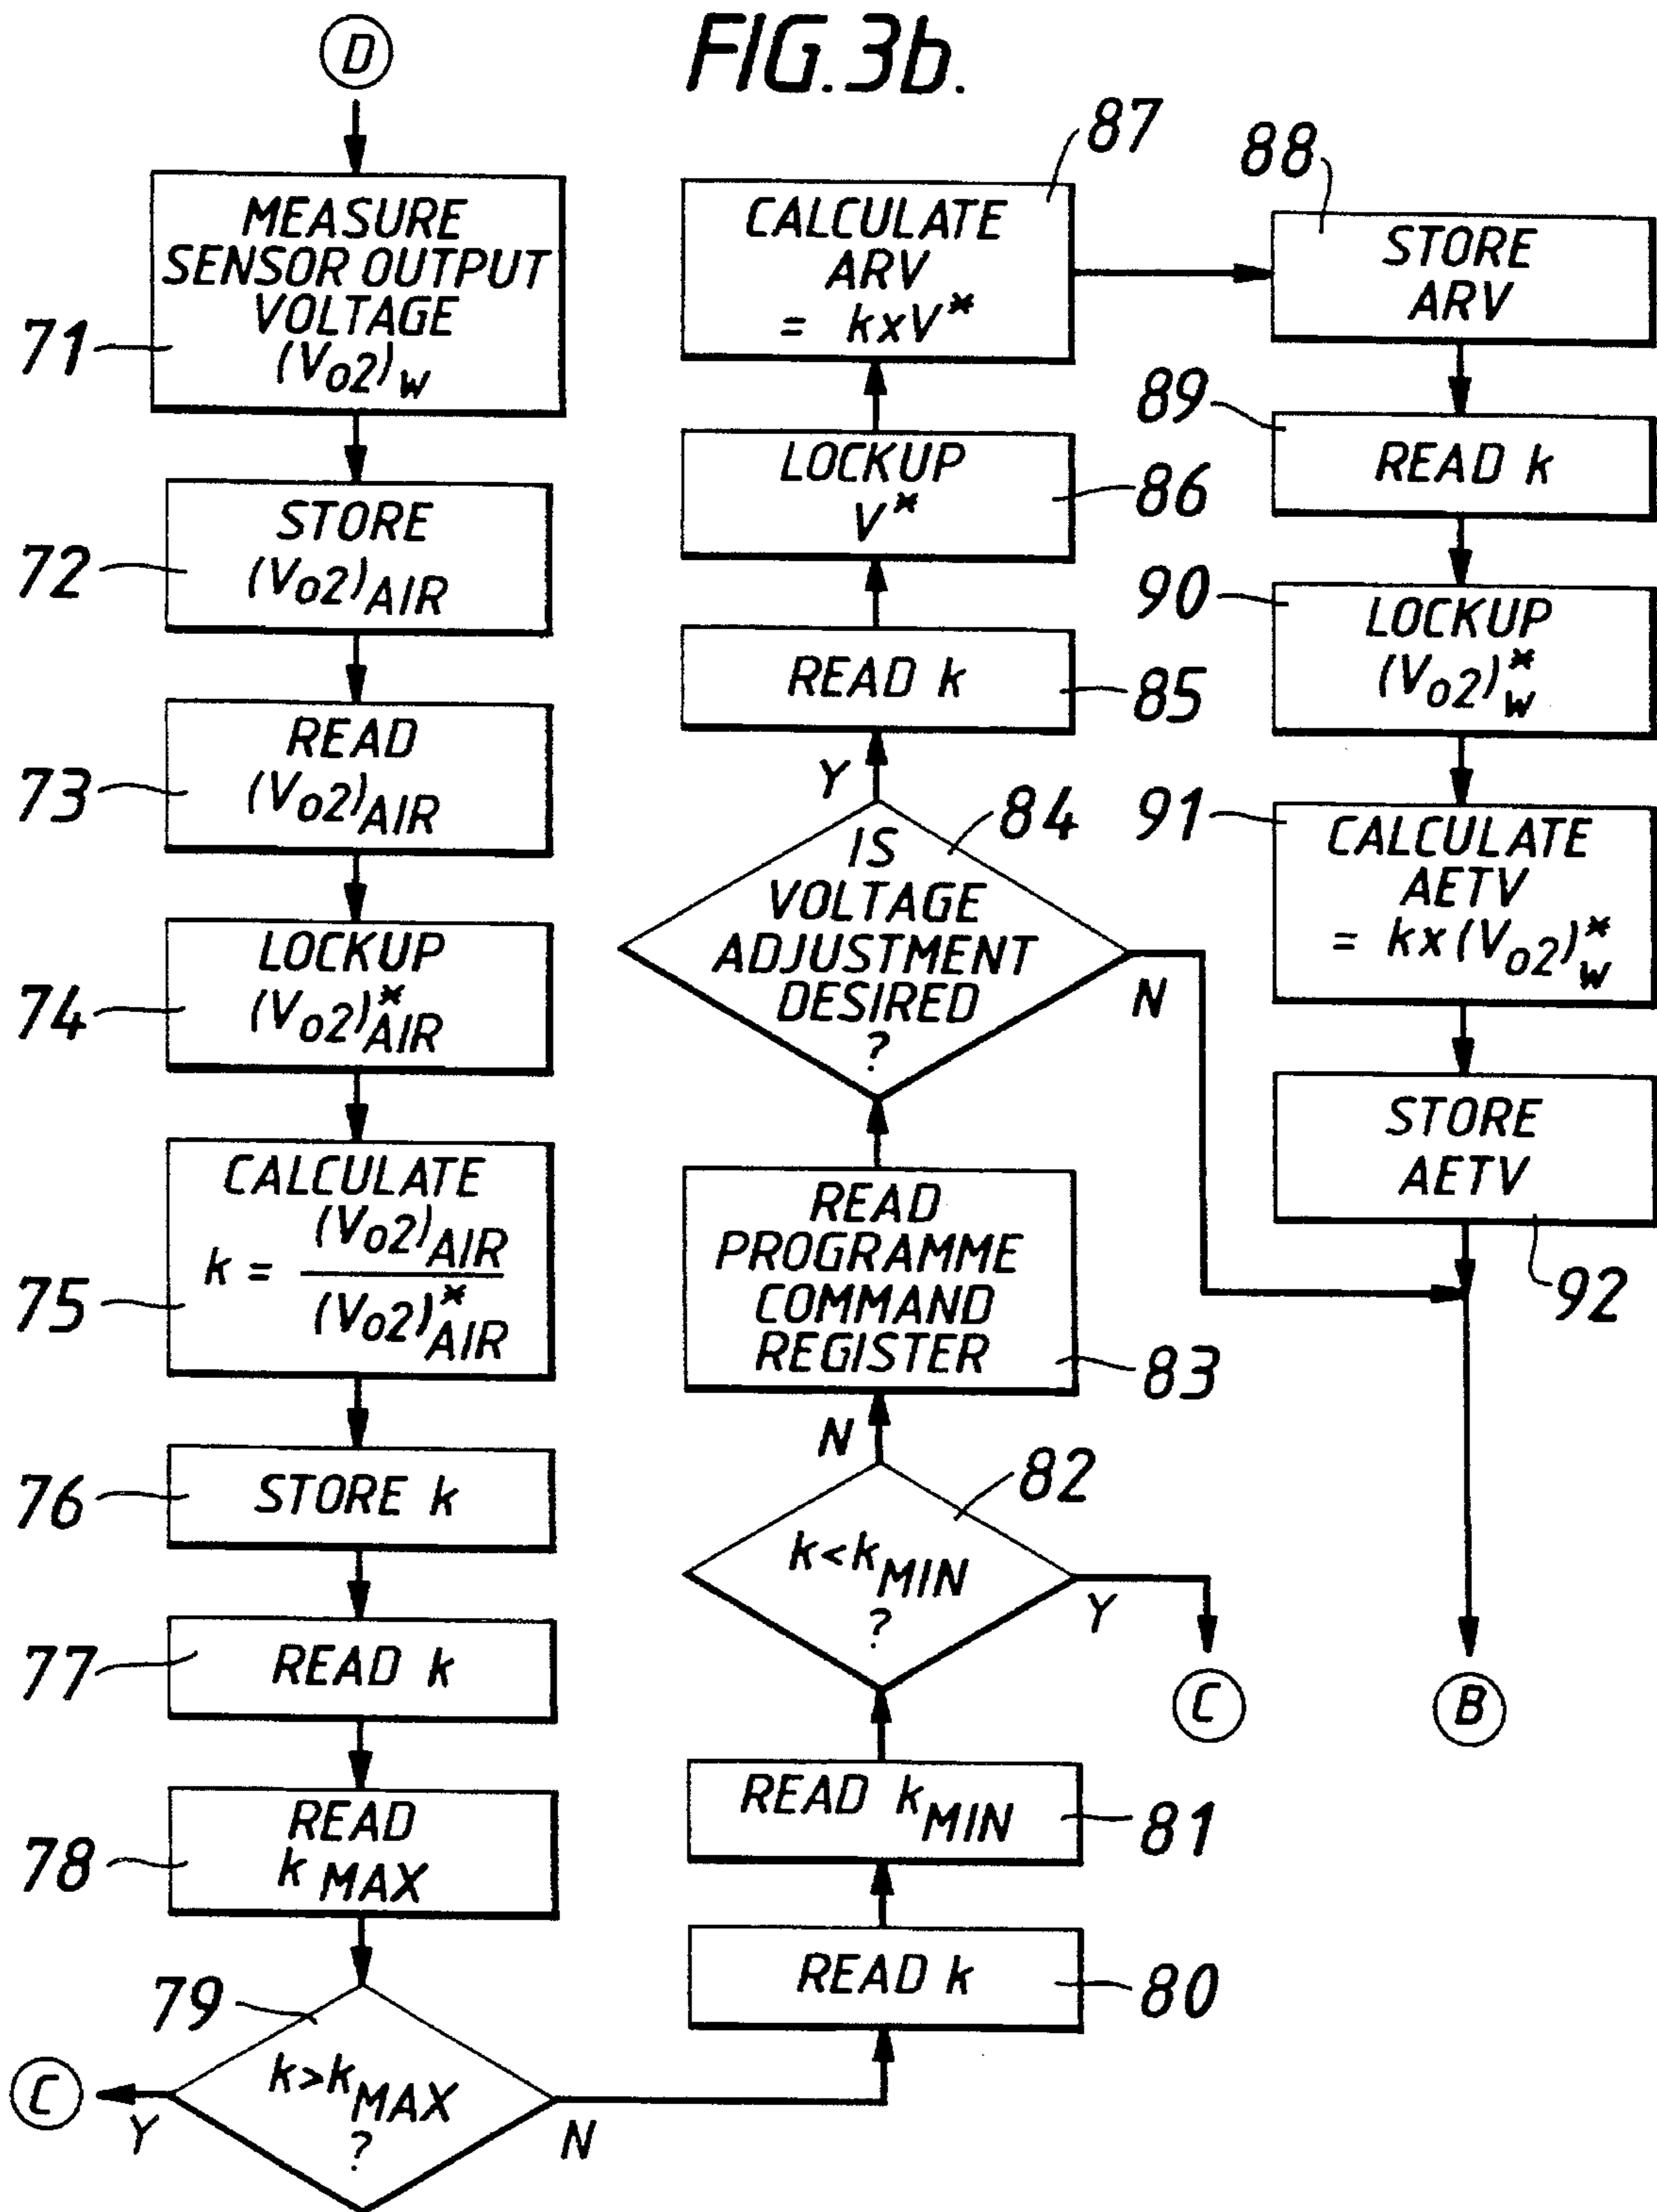 FIG. 3b.
D
MEASURE
SENSOR OUTPUT
VOLTAGE
(Vo2)w
71
STORE
(Vo2)AIR
72
READ
(Vo2)AIR
73
LOCKUP
(Vo2)*AIR
74
CALCULATE
k = (Vo2)AIR / (Vo2)*AIR
75
STORE k
76
READ k
77
READ
k MAX
78
79
k>kMAX
?
Y
C
N
READ k
80
READ kMIN
81
k<kMIN
?
82
Y
C
N
READ
PROGRAMME
COMMAND
REGISTER
83
IS
VOLTAGE
ADJUSTMENT
DESIRED
?
84
N
Y
READ k
85
LOCKUP
V*
86
CALCULATE
ARV
= kxV*
87
88
STORE
ARV
89
READ k
90
LOCKUP
(Vo2)*w
91
CALCULATE
AETV
= kx(Vo2)*w
STORE
AETV
92
B